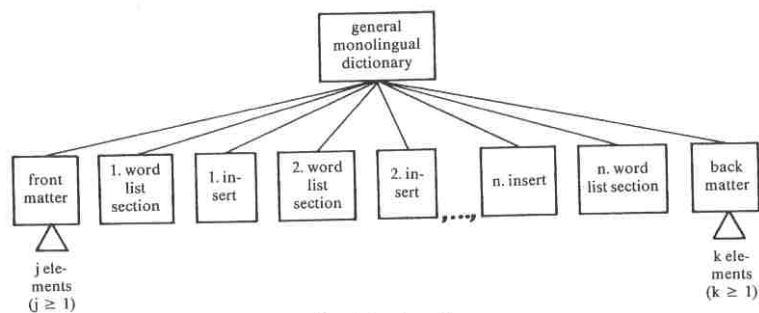 general
monolingual
dictionary
front
matter
1. word
list
section
1. in-
sert
2. word
list
section
2. in-
sert
,...,
n. insert
n. word
list section
back
matter
j ele-
ments
(j ≥ 1)
k ele-
ments
(k ≥ 1)